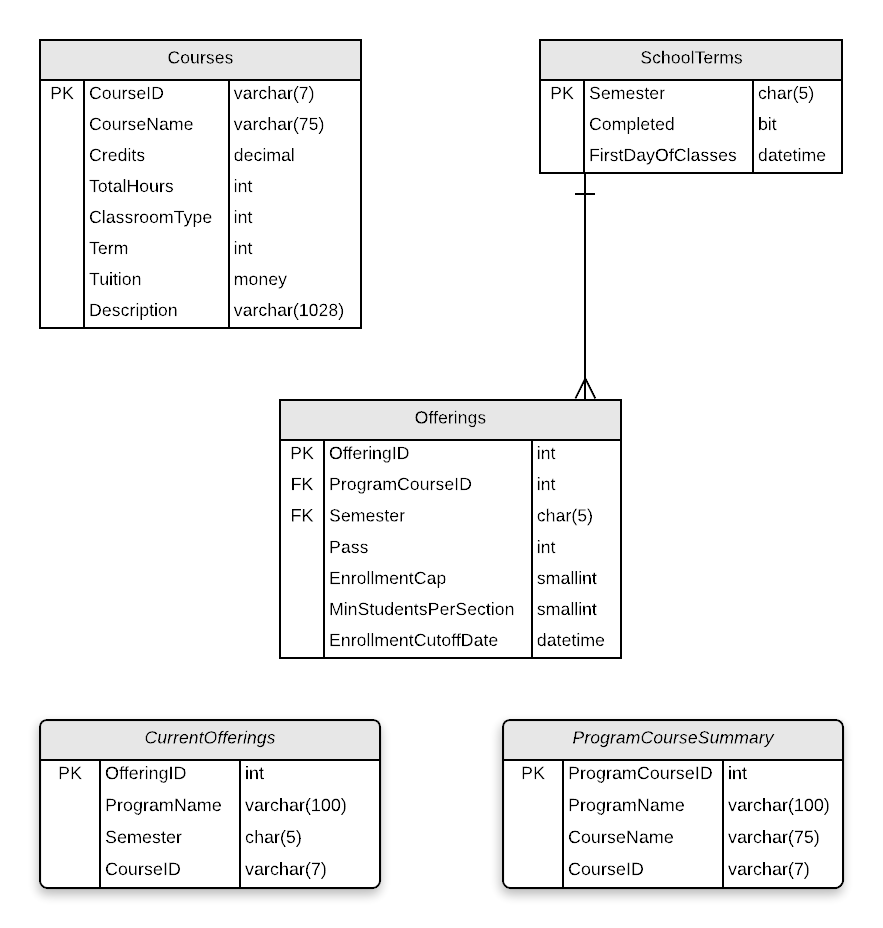 Courses
PK CourseID varchar(7)
CourseName varchar(75)
Credits decimal
TotalHours int
ClassroomType int
Term int
Tuition money
Description varchar(1028)
SchoolTerms
PK Semester char(5)
Completed bit
FirstDayOfClasses datetime
Offerings
PK OfferingID int
FK ProgramCourseID int
FK Semester char(5)
Pass int
EnrollmentCap smallint
MinStudentsPerSection smallint
EnrollmentCutoffDate datetime
CurrentOfferings
PK OfferingID int
ProgramName varchar(100)
Semester char(5)
CourseID varchar(7)
ProgramCourseSummary
PK ProgramCourseID int
ProgramName varchar(100)
CourseName varchar(75)
CourseID varchar(7)